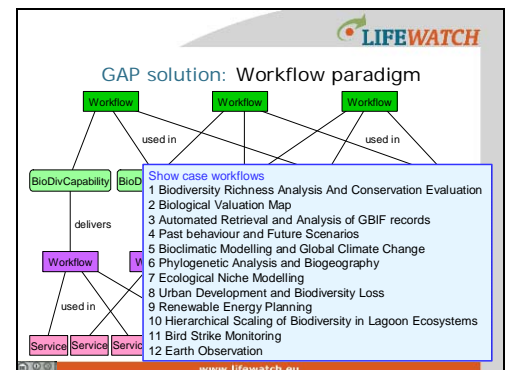 LIFEWATCH
GAP solution: Workflow paradigm
Workflow Workflow Workflow
used in used in
BioDivCapability BioD
Show case workflows
1 Biodiversity Richness Analysis And Conservation Evaluation
2 Biological Valuation Map
3 Automated Retrieval and Analysis of GBIF records
4 Past behaviour and Future Scenarios
5 Bioclimatic Modelling and Global Climate Change
6 Phylogenetic Analysis and Biogeography
7 Ecological Niche Modelling
8 Urban Development and Biodiversity Loss
9 Renewable Energy Planning
10 Hierarchical Scaling of Biodiversity in Lagoon Ecosystems
11 Bird Strike Monitoring
12 Earth Observation
delivers
Workflow W
used in
Service Service Servic
www.lifewatch.eu